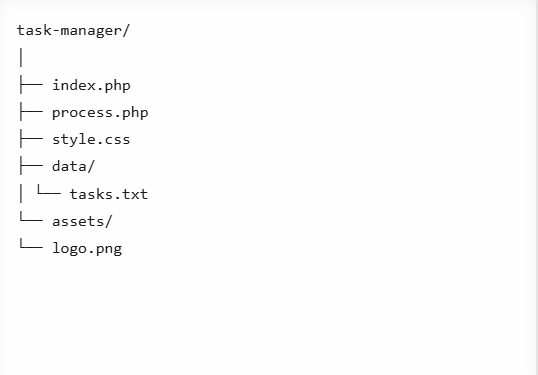 task-manager/
│
├── index.php
├── process.php
├── style.css
├── data/
│ └── tasks.txt
└── assets/
└── logo.png